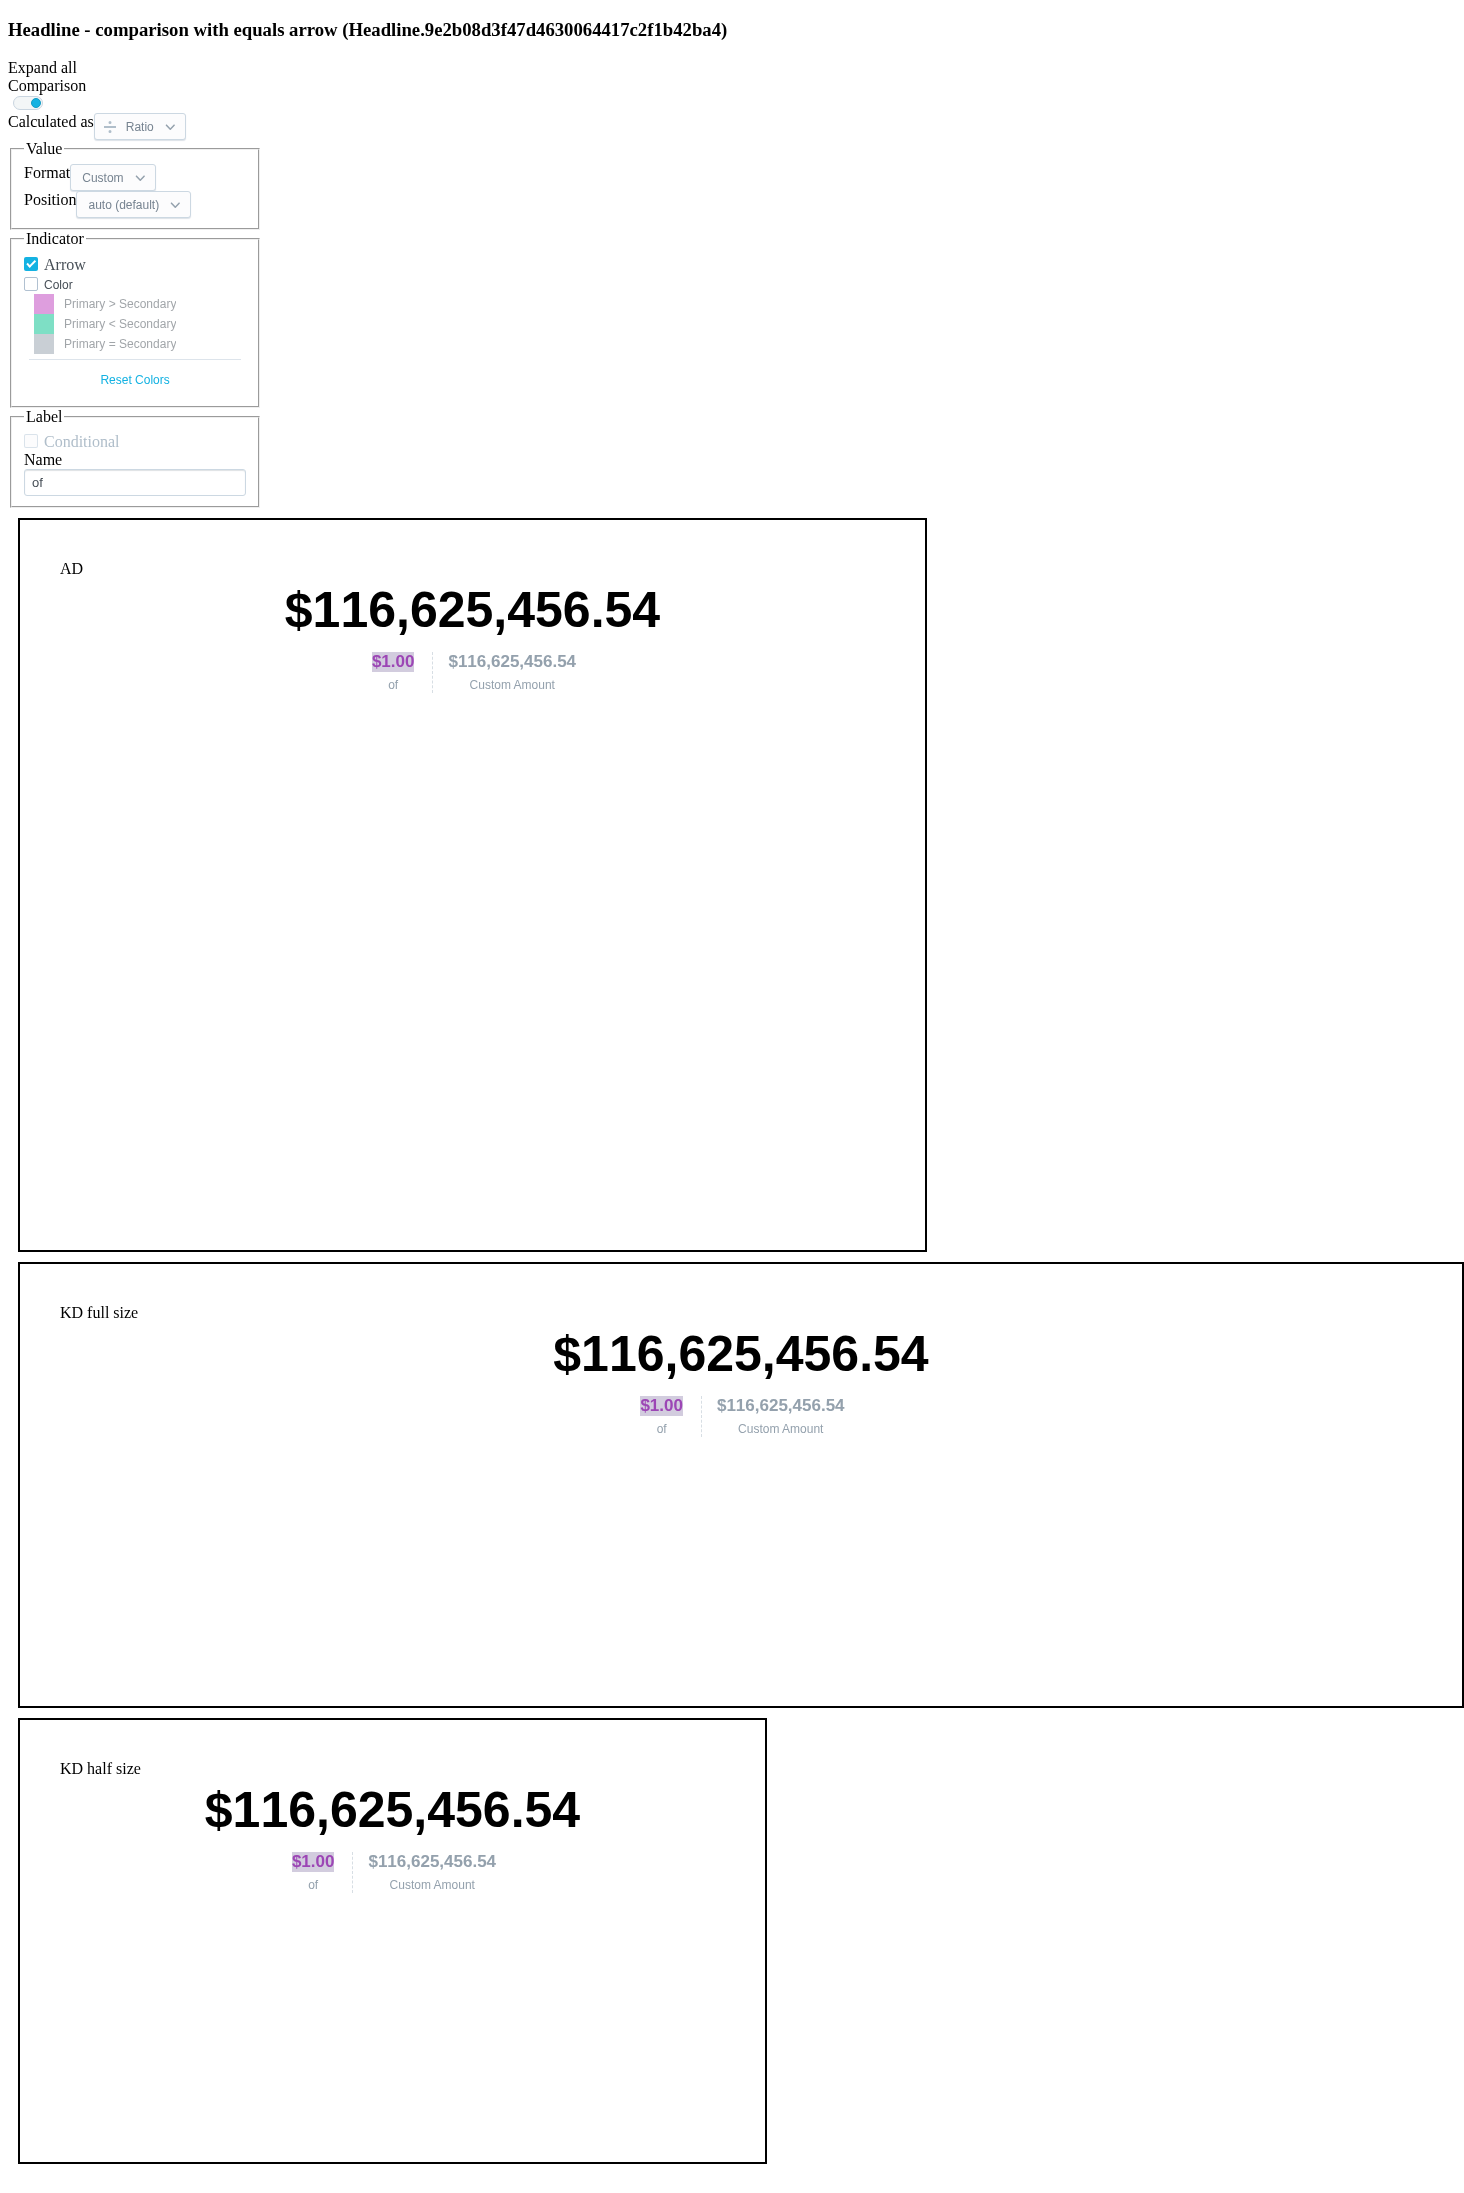 Headline - comparison with equals arrow (Headline.9e2b08d3f47d4630064417c2f1b42ba4)
Expand all
Comparison
Calculated as Ratio
Value
Format Custom
Position auto (default)
Indicator
Arrow
Color
Primary > Secondary
Primary < Secondary
Primary = Secondary
Reset Colors
Label
Conditional
Name
of
AD
$116,625,456.54
$1.00 $116,625,456.54
of Custom Amount
KD full size
$116,625,456.54
$1.00 $116,625,456.54
of Custom Amount
KD half size
$116,625,456.54
$1.00 $116,625,456.54
of Custom Amount